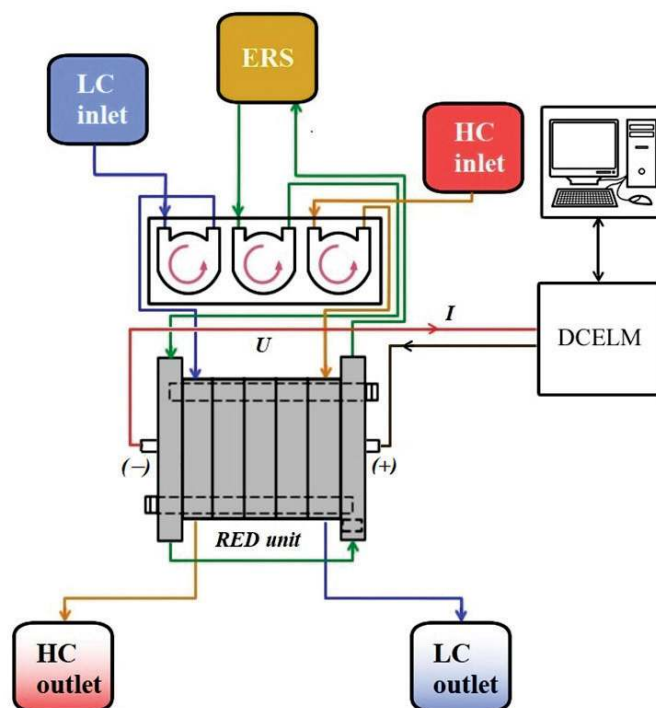 ERS
LC
inlet
HC
inlet
I
U
DCELM
(−)
(+)
RED unit
HC
outlet
LC
outlet